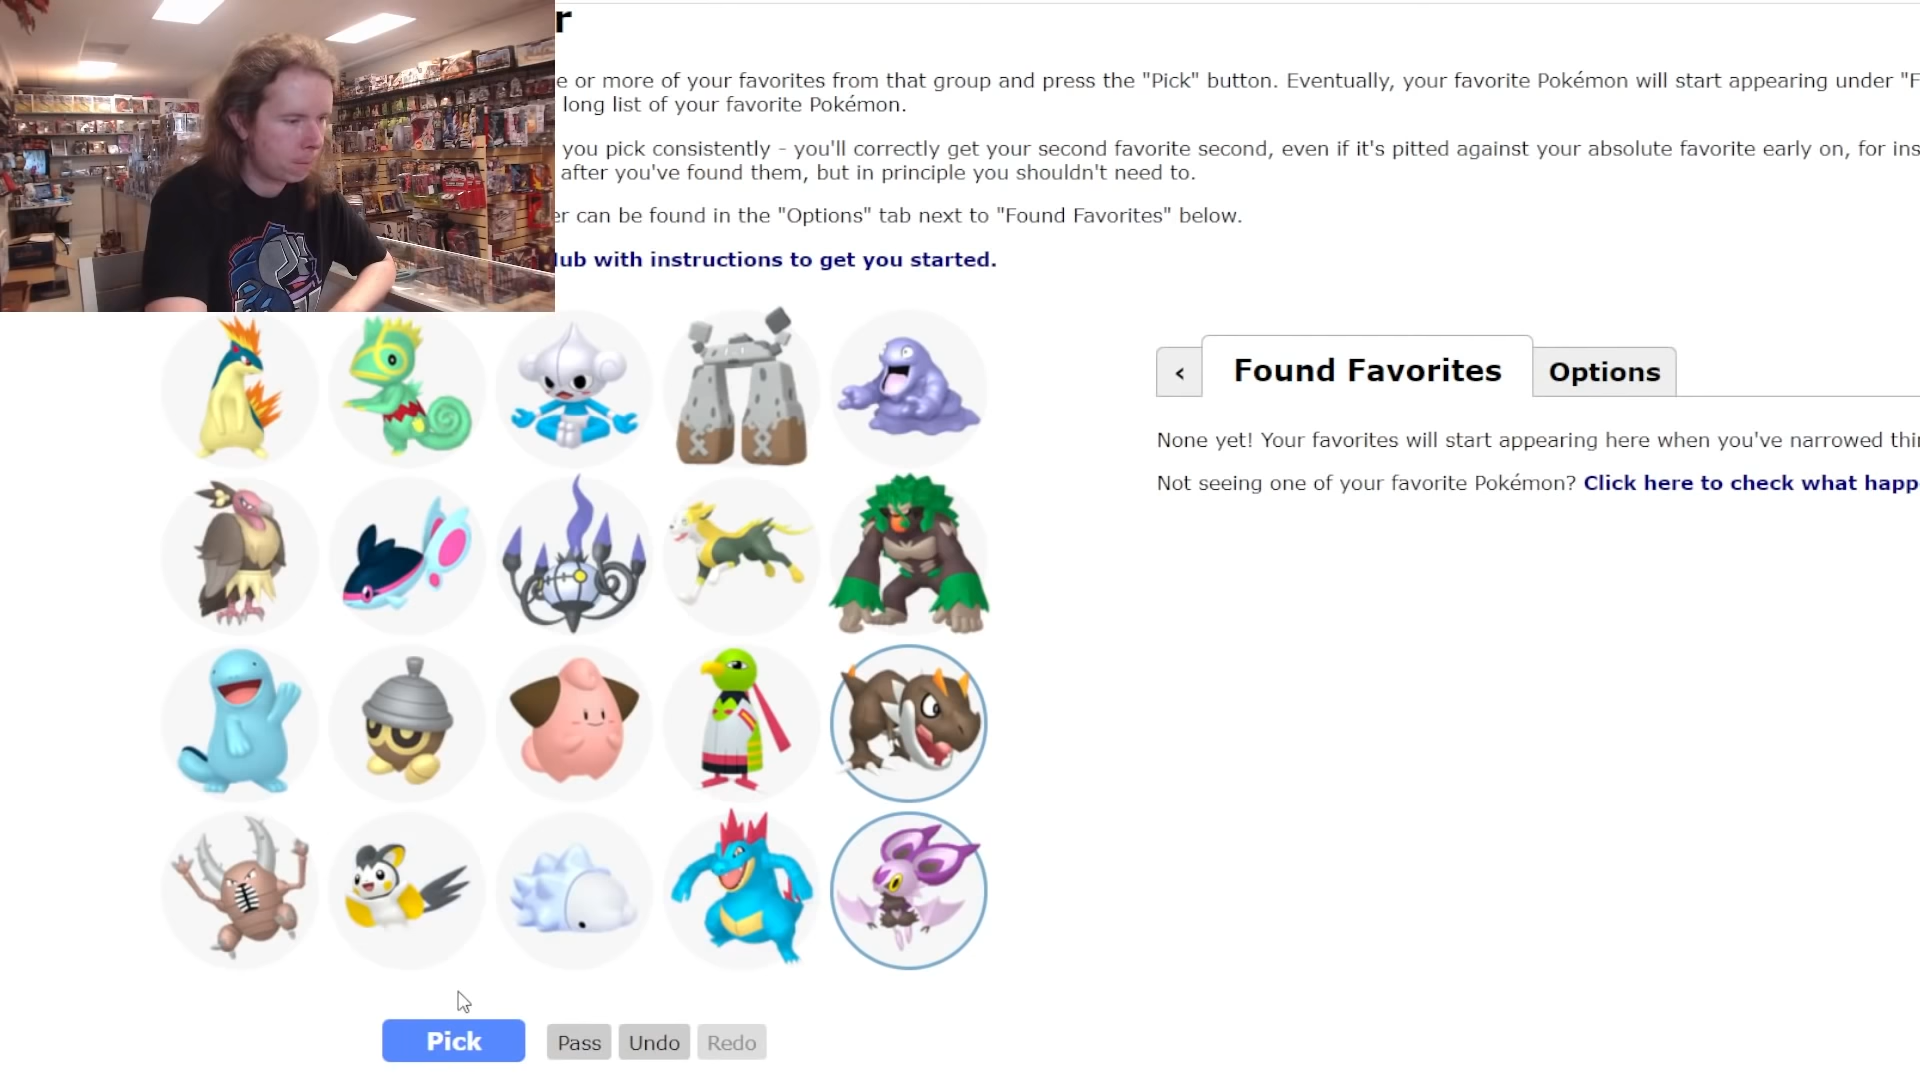 r
e or more of your favorites from that group and press the "Pick" button. Eventually, your favorite Pokémon will start appearing under "F
long list of your favorite Pokémon.
you pick consistently - you'll correctly get your second favorite second, even if it's pitted against your absolute favorite early on, for ins
after you've found them, but in principle you shouldn't need to.
er can be found in the "Options" tab next to "Found Favorites" below.
lub with instructions to get you started.
‹ Found Favorites Options
None yet! Your favorites will start appearing here when you've narrowed thi
Not seeing one of your favorite Pokémon? Click here to check what happ
Pick Pass Undo Redo